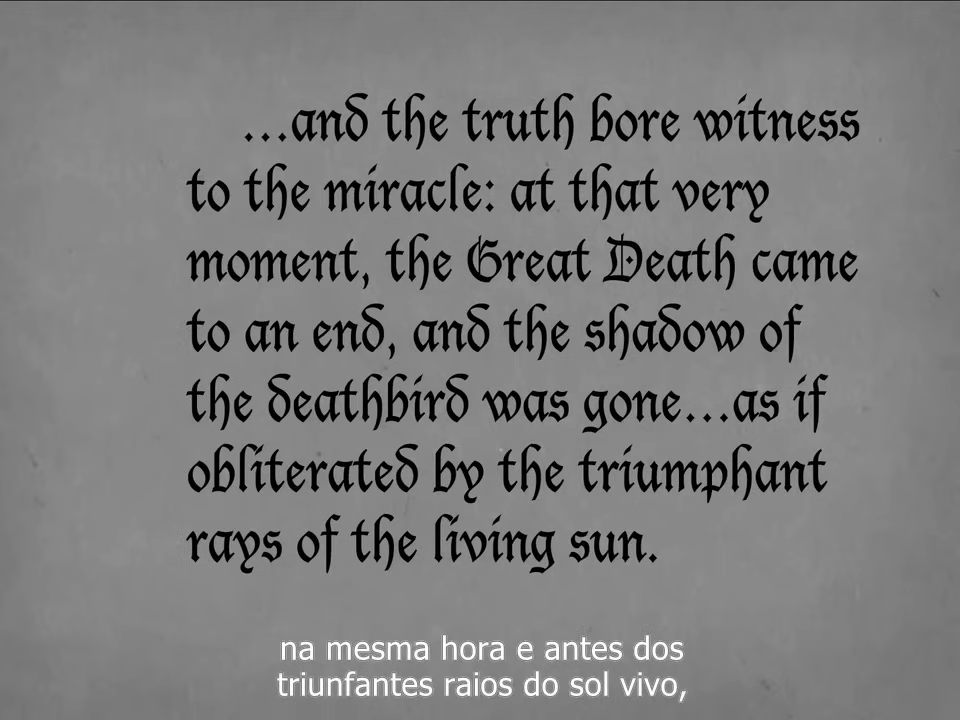 ...and the truth bore witness
to the miracle: at that very
moment, the Great Death came
to an end, and the shadow of
the deathbird was gone...as if
obliterated by the triumphant
rays of the living sun.
na mesma hora e antes dos
triunfantes raios do sol vivo,